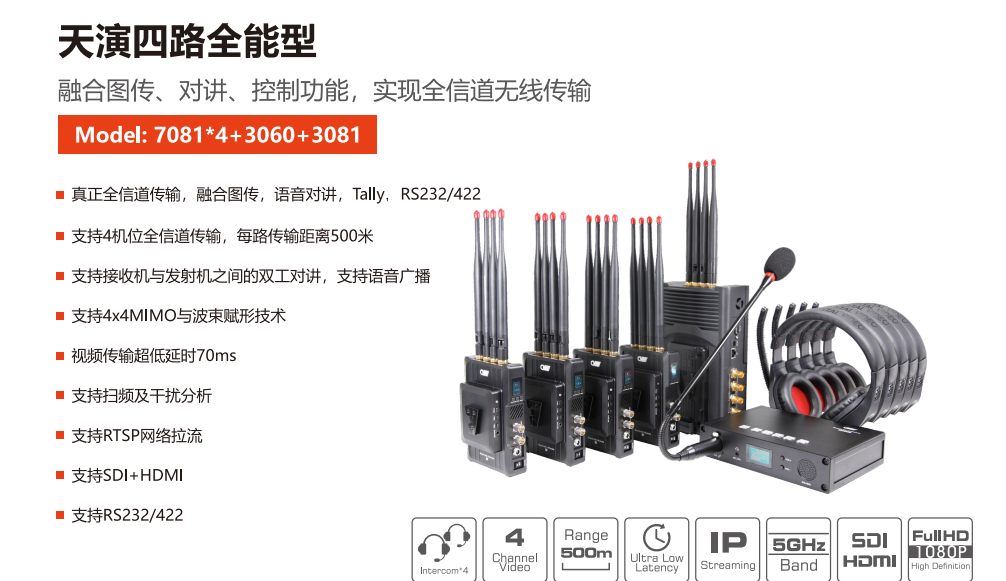 天演四路全能型
融合图传、对讲、控制功能，实现全信道无线传输
Model: 7081*4+3060+3081
真正全信道传输，融合图传，语音对讲，Tally，RS232/422
支持4机位全信道传输，每路传输距离500米
支持接收机与发射机之间的双工对讲，支持语音广播
支持4x4MIMO与波束赋形技术
视频传输超低延时70ms
支持扫频及干扰分析
支持RTSP网络拉流
支持SDI+HDMI
支持RS232/422
Intercom*4
4
Channel
Video
Range
500m
Ultra Low
Latency
IP
Streaming
5GHz
Band
SDI
HDMI
FullHD
1080P
High Definition